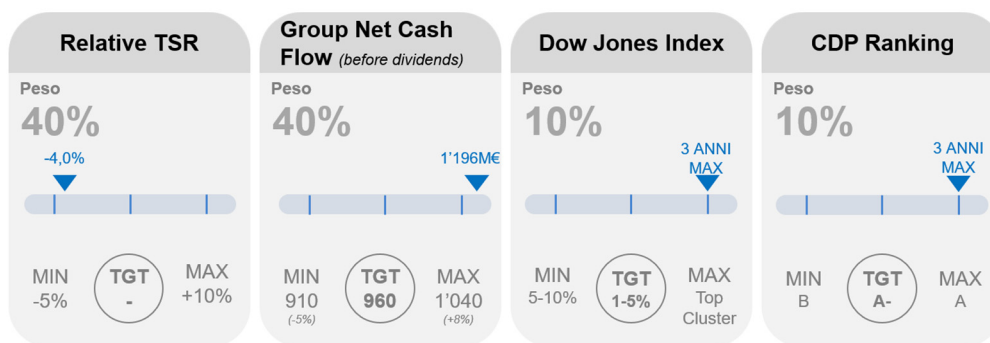 Relative TSR
Peso
40%
-4,0%
MIN
-5%
TGT
-
MAX
+10%
Group Net Cash
Flow (before dividends)
Peso
40%
1'196M€
MIN
910
(-5%)
TGT
960
MAX
1'040
(+8%)
Dow Jones Index
Peso
10%
3 ANNI
MAX
MIN
5-10%
TGT
1-5%
MAX
Top
Cluster
CDP Ranking
Peso
10%
3 ANNI
MAX
MIN
B
TGT
A-
MAX
A